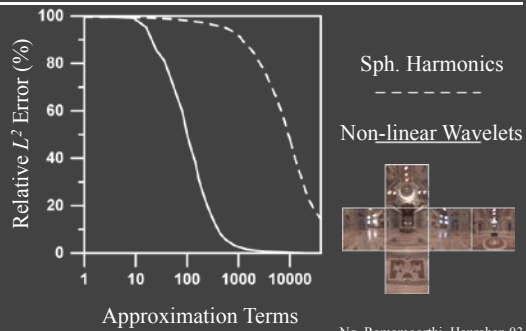 Relative L² Error (%)
100
80
60
40
20
0
1
10
100
1000
10000
Approximation Terms
Sph. Harmonics
Non-linear Wavelets